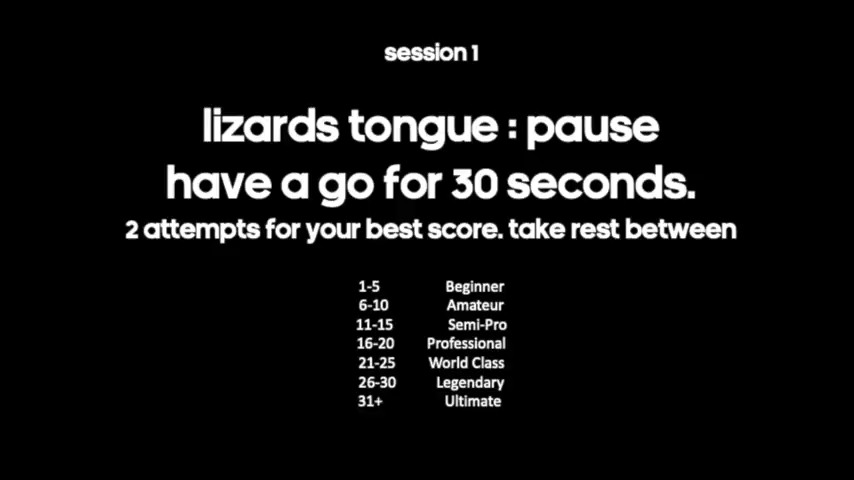 session 1
lizards tongue : pause
have a go for 30 seconds.
2 attempts for your best score. take rest between
1-5 Beginner
6-10 Amateur
11-15 Semi-Pro
16-20 Professional
21-25 World Class
26-30 Legendary
31+ Ultimate